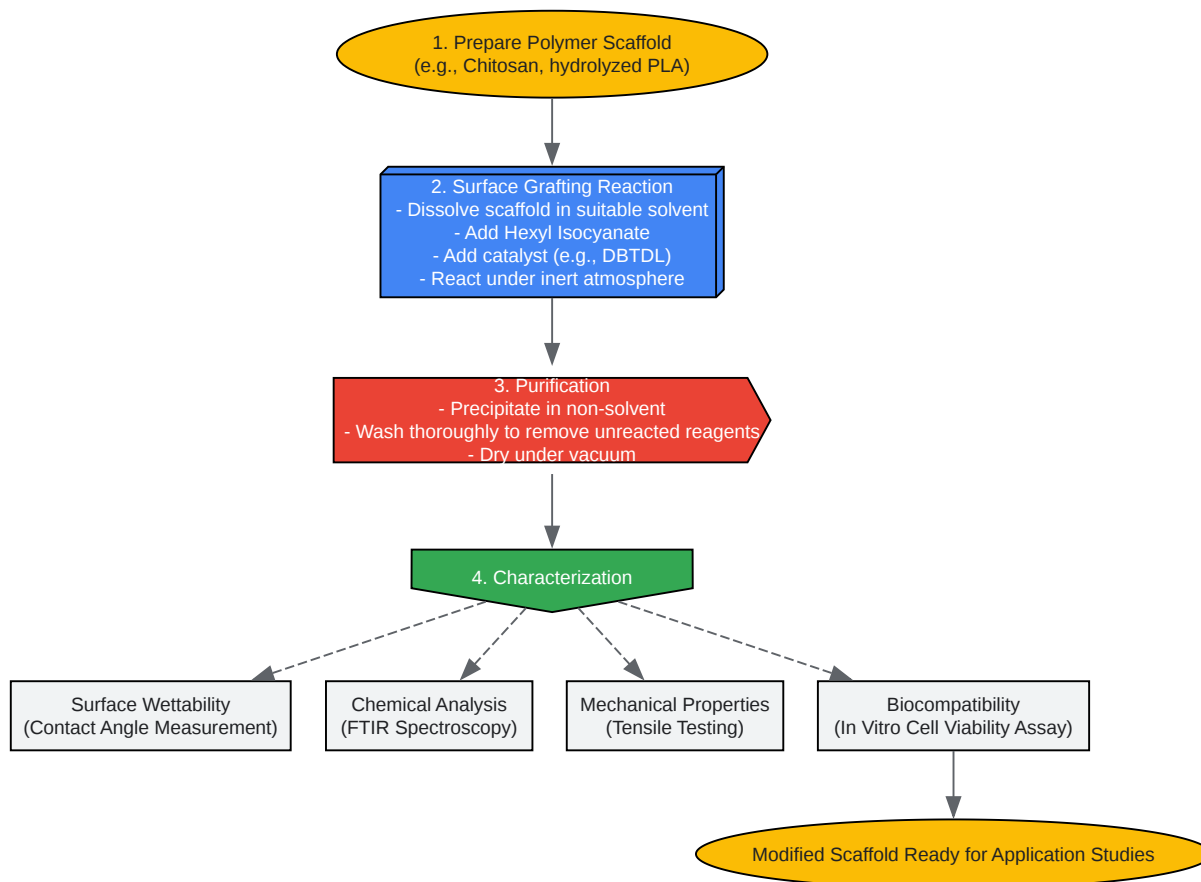 1. Prepare Polymer Scaffold
(e.g., Chitosan, hydrolyzed PLA)
2. Surface Grafting Reaction
- Dissolve scaffold in suitable solvent
- Add Hexyl Isocyanate
- Add catalyst (e.g., DBTDL)
- React under inert atmosphere
3. Purification
- Precipitate in non-solvent
- Wash thoroughly to remove unreacted reagents
- Dry under vacuum
4. Characterization
Surface Wettability
(Contact Angle Measurement)
Chemical Analysis
(FTIR Spectroscopy)
Mechanical Properties
(Tensile Testing)
Biocompatibility
(In Vitro Cell Viability Assay)
Modified Scaffold Ready for Application Studies